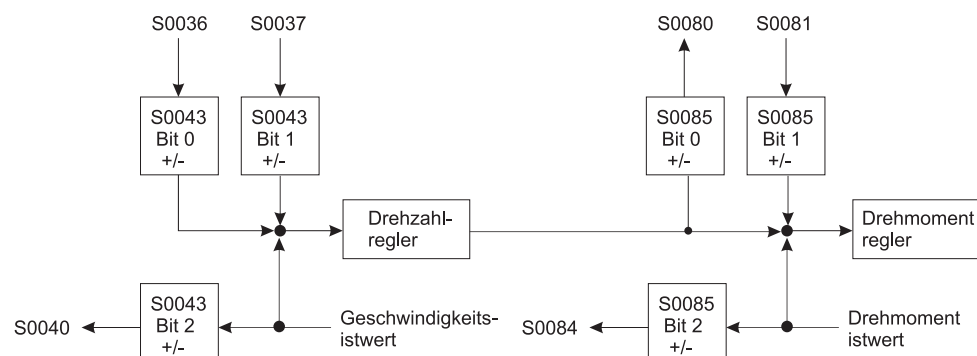 S0036
S0037
S0080
S0081
S0043
Bit 0
+/-
S0043
Bit 1
+/-
S0085
Bit 0
+/-
S0085
Bit 1
+/-
Drehzahl-
regler
Drehmoment
regler
S0040
S0043
Bit 2
+/-
Geschwindigkeits-
istwert
S0084
S0085
Bit 2
+/-
Drehmoment
istwert